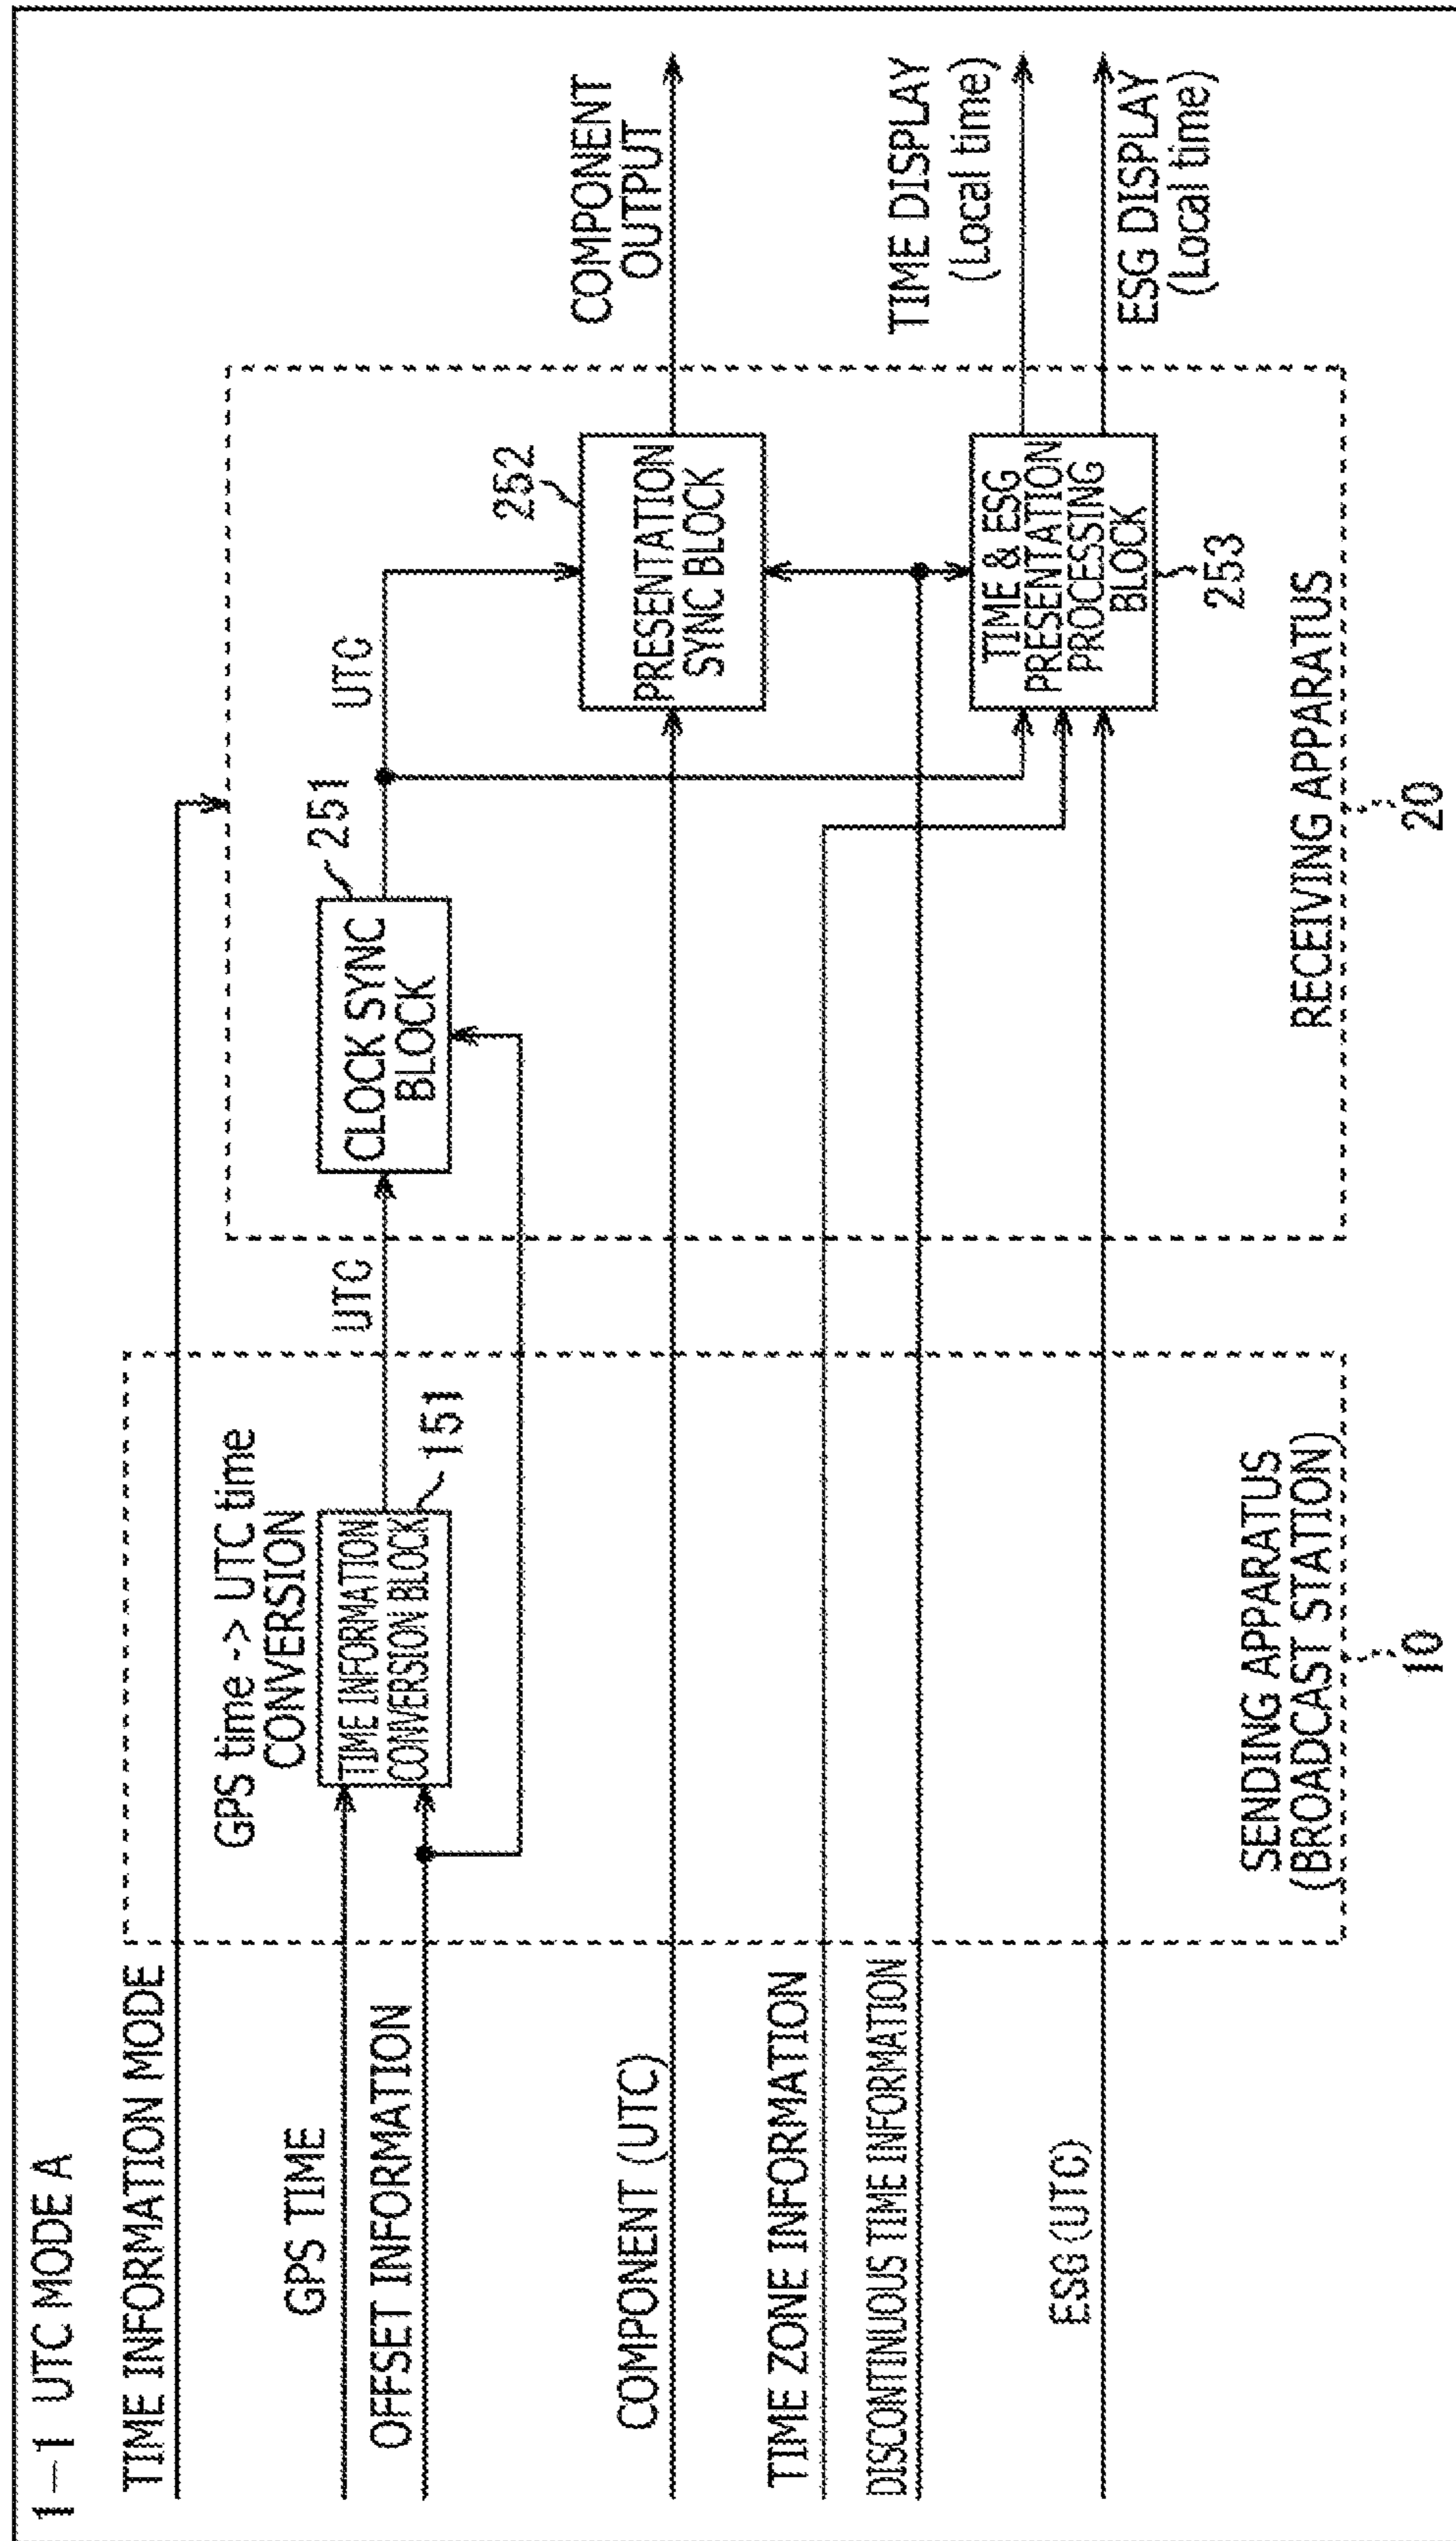 1-1 UTC MODE A
TIME INFORMATION MODE
GPS TIME
OFFSET INFORMATION
COMPONENT (UTC)
TIME ZONE INFORMATION
DISCONTINUOUS TIME INFORMATION
ESG (UTC)
GPS time -> UTC time
CONVERSION
TIME INFORMATION
CONVERSION BLOCK
151
SENDING APPARATUS
(BROADCAST STATION)
10
UTC
CLOCK SYNC
BLOCK
251
UTC
PRESENTATION
SYNC BLOCK
252
TIME & ESG
PRESENTATION
PROCESSING
BLOCK
253
RECEIVING APPARATUS
20
COMPONENT
OUTPUT
TIME DISPLAY
(Local time)
ESG DISPLAY
(Local time)